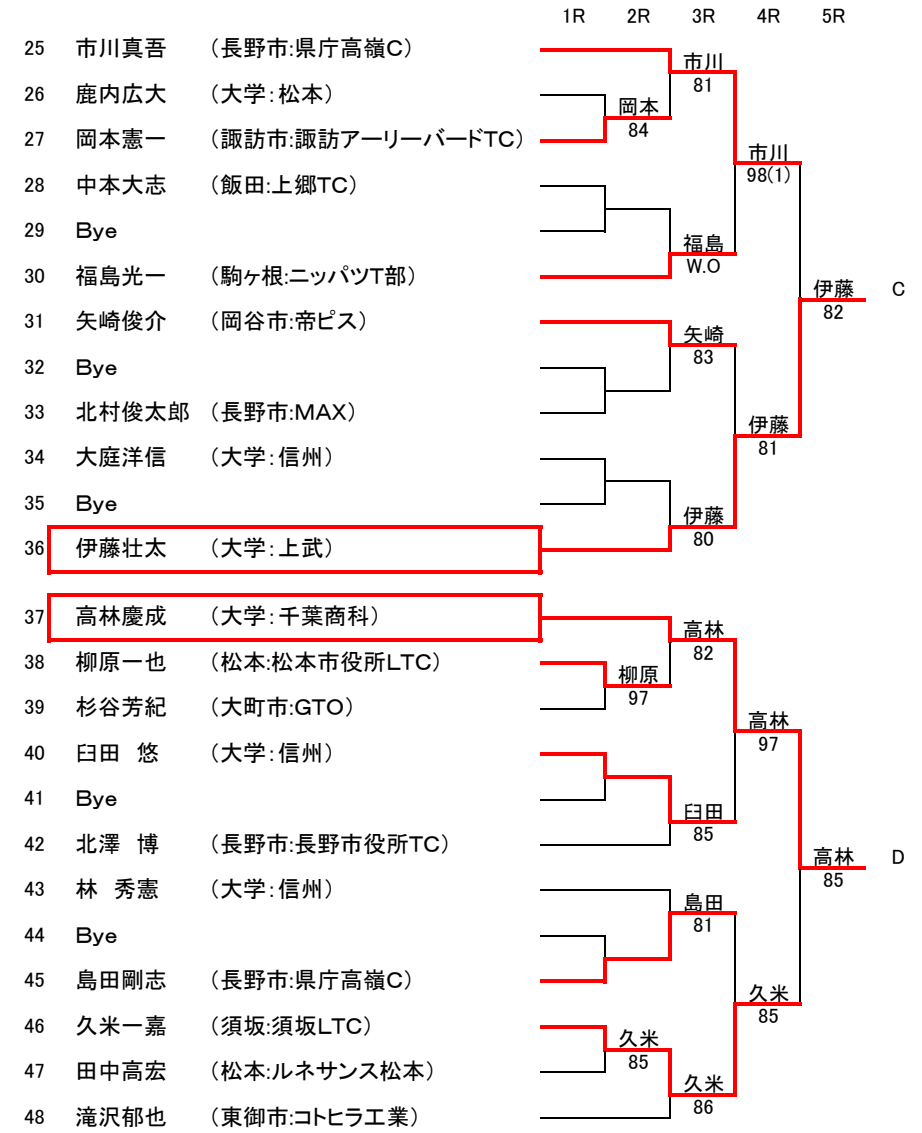 1R 2R 3R 4R 5R
25 市川真吾 （長野市:県庁高嶺C）
市川
81
26 鹿内広大 （大学：松本）
岡本
84
27 岡本憲一 （諏訪市:諏訪アーリーバードTC）
市川
98(1)
28 中本大志 （飯田:上郷TC）
29 Bye
福島
W.O
30 福島光一 （駒ヶ根:ニッパツT部）
伊藤 C
82
31 矢崎俊介 （岡谷市:帝ピス）
矢崎
83
32 Bye
33 北村俊太郎 （長野市:MAX）
伊藤
81
34 大庭洋信 （大学：信州）
35 Bye
伊藤
80
36 伊藤壮太 （大学：上武）
37 高林慶成 （大学：千葉商科）
高林
82
38 柳原一也 （松本:松本市役所LTC）
柳原
97
39 杉谷芳紀 （大町市:GTO）
高林
97
40 臼田 悠 （大学：信州）
41 Bye
臼田
85
42 北澤 博 （長野市:長野市役所TC）
高林 D
85
43 林 秀憲 （大学：信州）
島田
81
44 Bye
45 島田剛志 （長野市:県庁高嶺C）
久米
85
46 久米一嘉 （須坂:須坂LTC）
久米
85
47 田中高宏 （松本:ルネサンス松本）
久米
86
48 滝沢郁也 （東御市:コトヒラ工業）